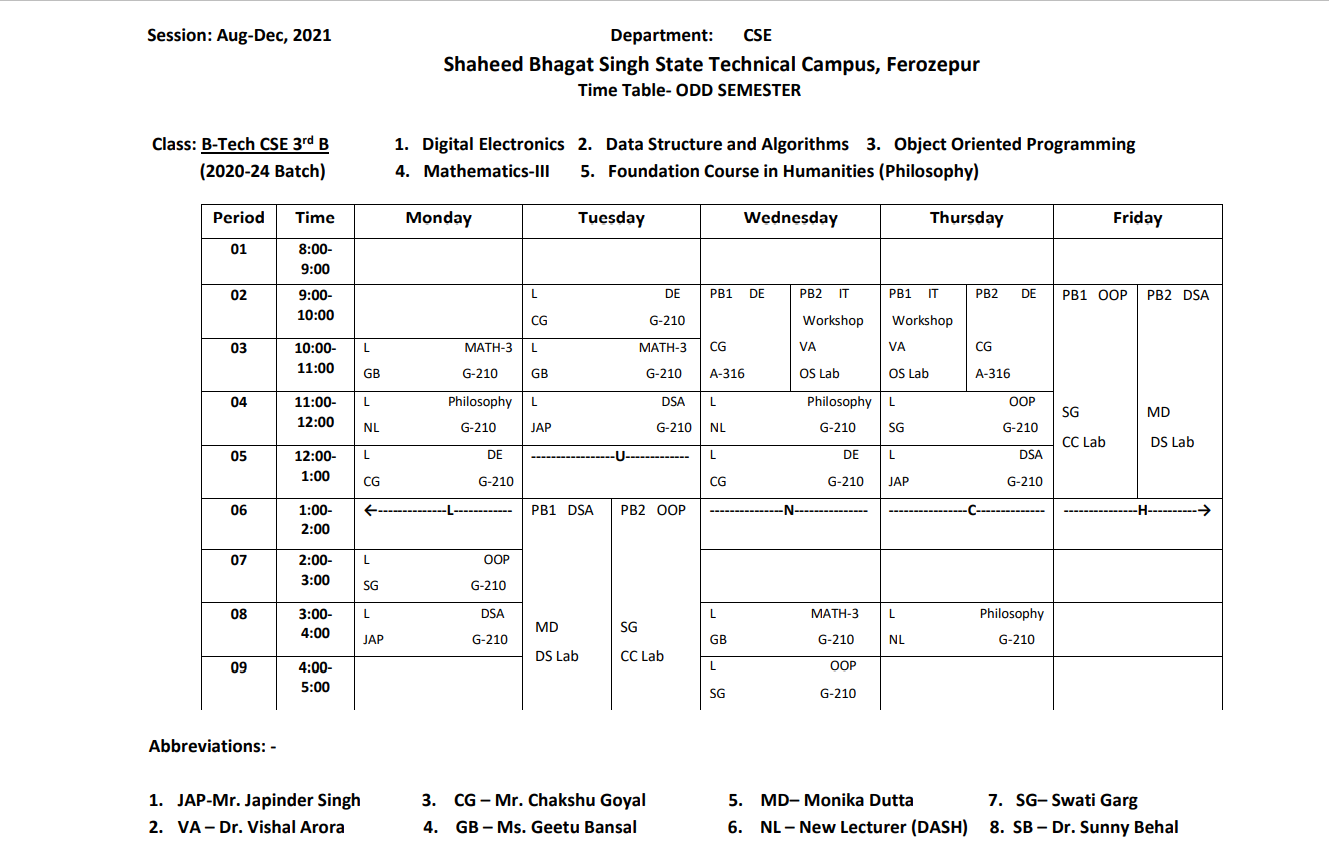 Session: Aug-Dec, 2021 Department: CSE
Shaheed Bhagat Singh State Technical Campus, Ferozepur
Time Table- ODD SEMESTER
Class: B-Tech CSE 3rd B 1. Digital Electronics 2. Data Structure and Algorithms 3. Object Oriented Programming
(2020-24 Batch) 4. Mathematics-III 5. Foundation Course in Humanities (Philosophy)
Period Time Monday Tuesday Wednesday Thursday Friday
01 8:00-
9:00
02 9:00- L DE PB1 DE PB2 IT PB1 IT PB2 DE PB1 OOP PB2 DSA
10:00 CG G-210 Workshop Workshop
03 10:00- L MATH-3 L MATH-3 CG VA VA CG
11:00 GB G-210 GB G-210 A-316 OS Lab OS Lab A-316
04 11:00- L Philosophy L DSA L Philosophy L OOP SG MD
12:00 NL G-210 JAP G-210 NL G-210 SG G-210 CC Lab DS Lab
05 12:00- L DE -----------------U------------- L DE L DSA
1:00 CG G-210 CG G-210 JAP G-210
06 1:00- ←--------------L------------ PB1 DSA PB2 OOP ---------------N--------------- ----------------C-------------- ---------------H----------→
2:00
07 2:00- L OOP
3:00 SG G-210
08 3:00- L DSA MD SG L MATH-3 L Philosophy
4:00 JAP G-210 DS Lab CC Lab GB G-210 NL G-210
09 4:00- L OOP
5:00 SG G-210
Abbreviations: -
1. JAP-Mr. Japinder Singh 3. CG – Mr. Chakshu Goyal 5. MD– Monika Dutta 7. SG– Swati Garg
2. VA – Dr. Vishal Arora 4. GB – Ms. Geetu Bansal 6. NL – New Lecturer (DASH) 8. SB – Dr. Sunny Behal